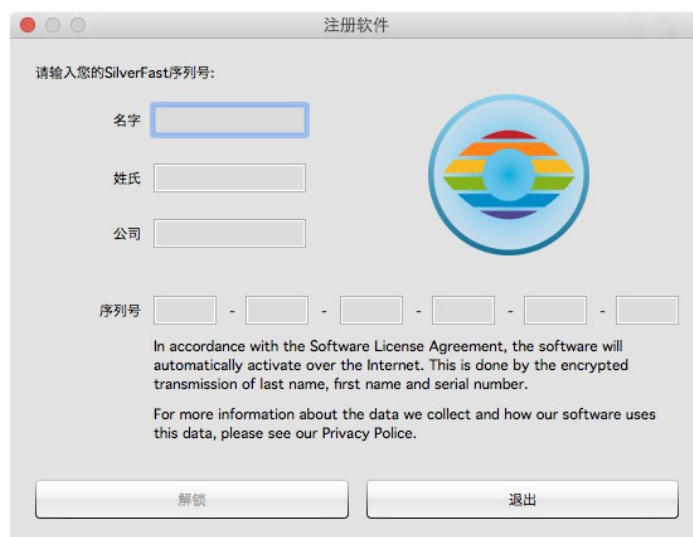 注册软件
请输入您的SilverFast序列号:
名字
姓氏
公司
序列号 - - - - -
In accordance with the Software License Agreement, the software will
automatically activate over the Internet. This is done by the encrypted
transmission of last name, first name and serial number.
For more information about the data we collect and how our software uses
this data, please see our Privacy Police.
解锁 退出